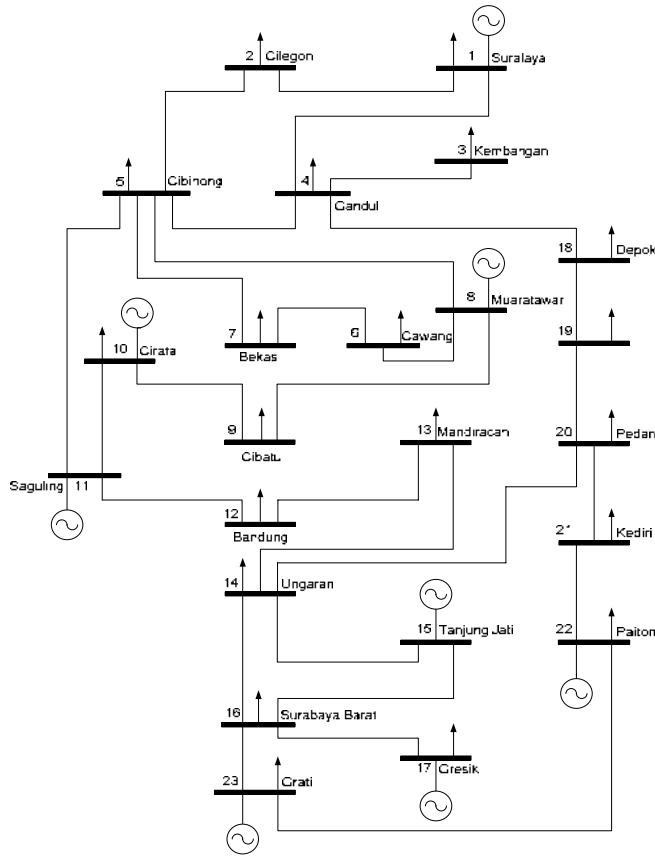 2 Cilegon
1 Suralaya
3 Kembangan
5 Cibinong
4
Gandul
18 Depok
8 Muaratawar
19
10 Cirata
7
Bekas
6 Cawang
9
Cibatu
13 Mandiracan
20 Pedan
Saguling 11
12
Bandung
21 Kediri
14 Ungaran
15 Tanjung Jati
22 Paiton
16 Surabaya Barat
17 Gresik
23 Grati